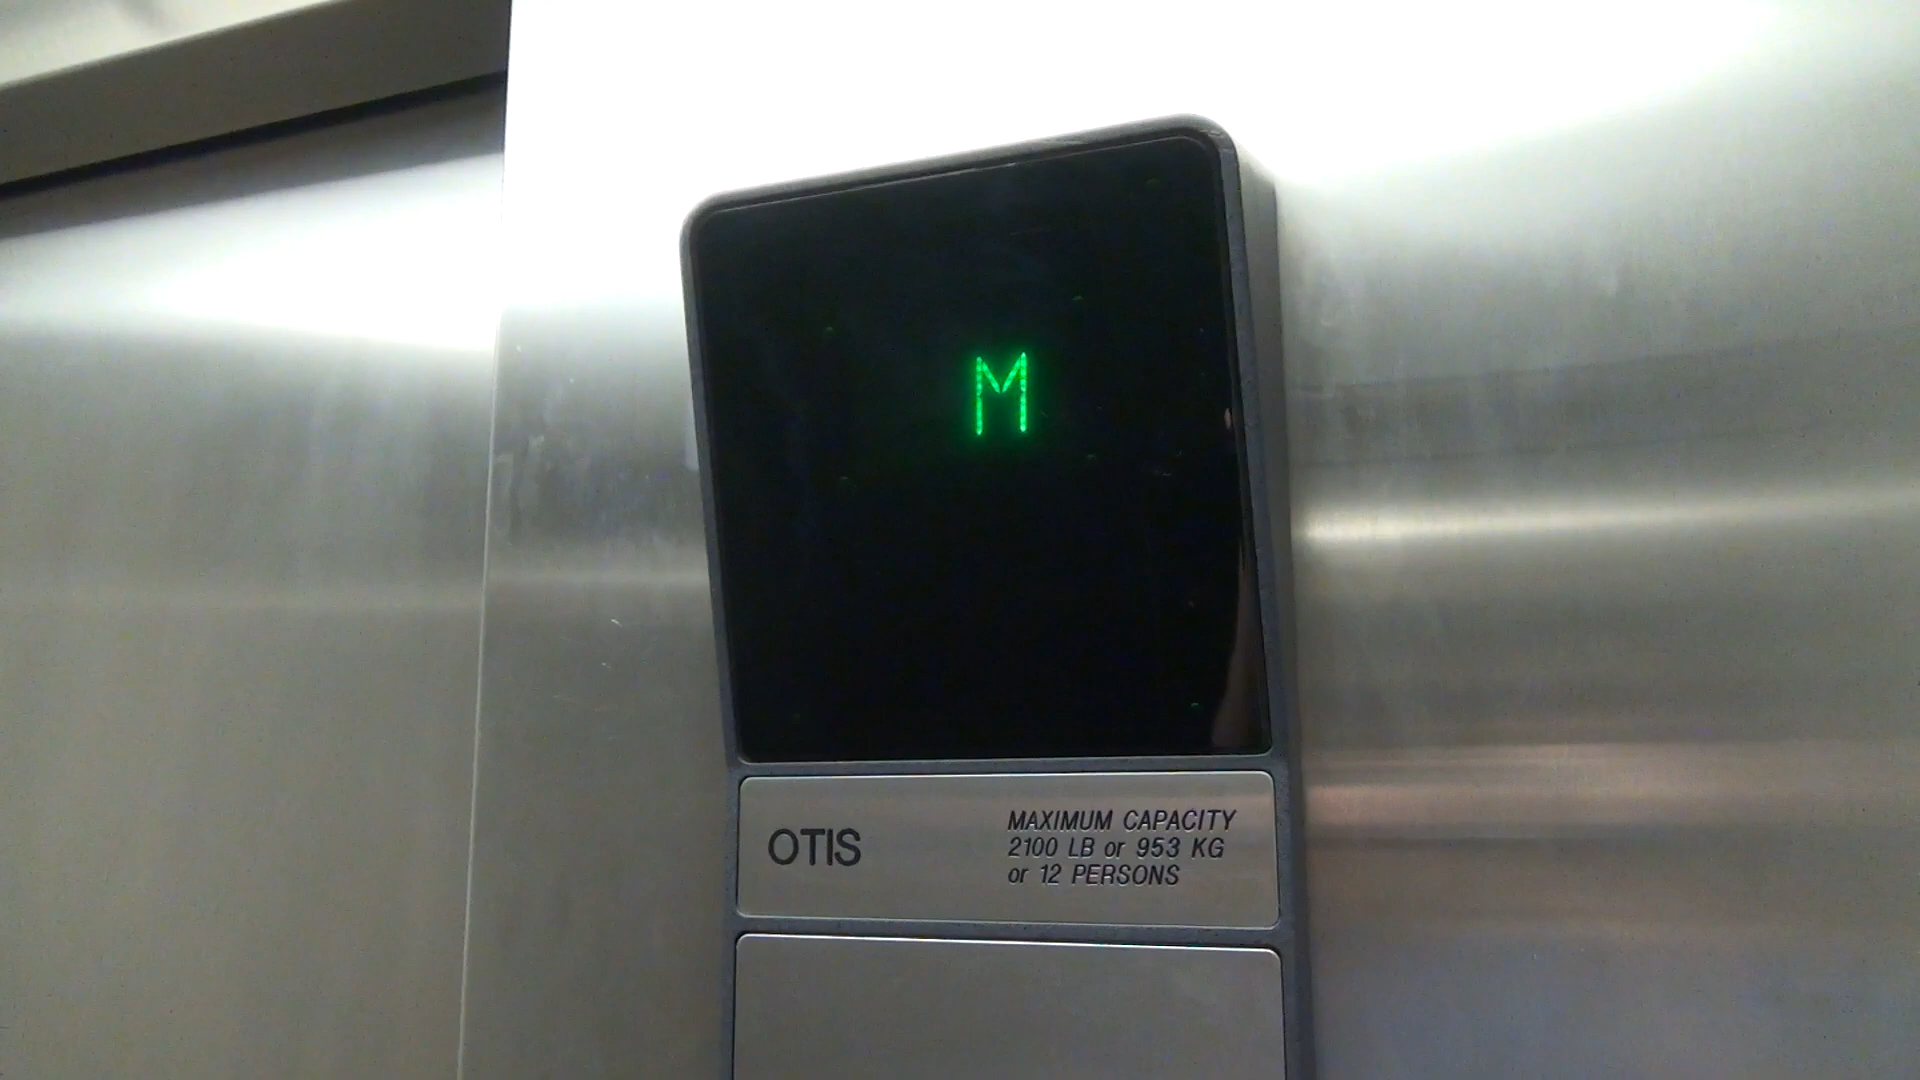 M
OTIS
MAXIMUM CAPACITY
2100 LB or 953 KG
or 12 PERSONS